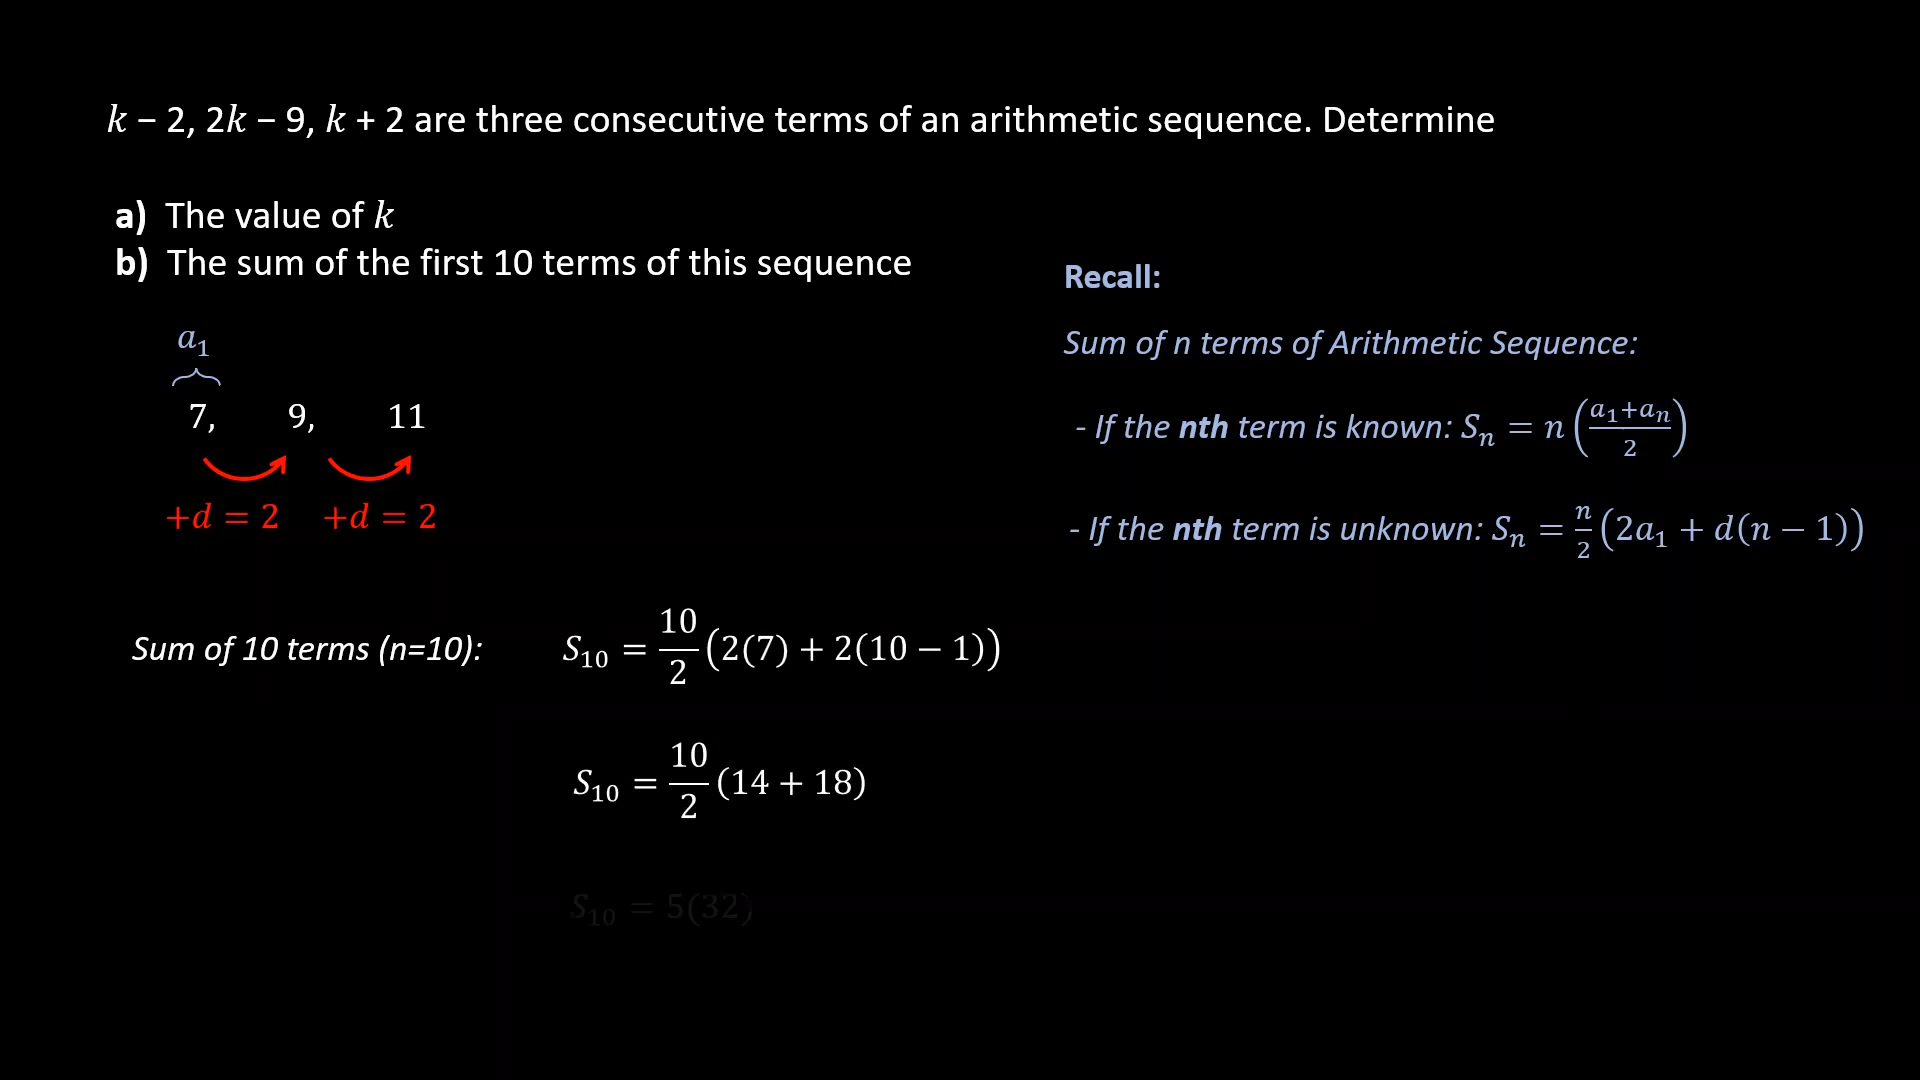 k − 2, 2k − 9, k + 2 are three consecutive terms of an arithmetic sequence. Determine
a) The value of k
b) The sum of the first 10 terms of this sequence
Recall:
Sum of n terms of Arithmetic Sequence:
- If the nth term is known: Sₙ = n((a₁+aₙ)/2)
- If the nth term is unknown: Sₙ = n/2(2a₁ + d(n − 1))
a₁
7, 9, 11
+d = 2 +d = 2
Sum of 10 terms (n=10): S₁₀ = 10/2(2(7) + 2(10 − 1))
S₁₀ = 10/2(14 + 18)
S₁₀ = 5(32)